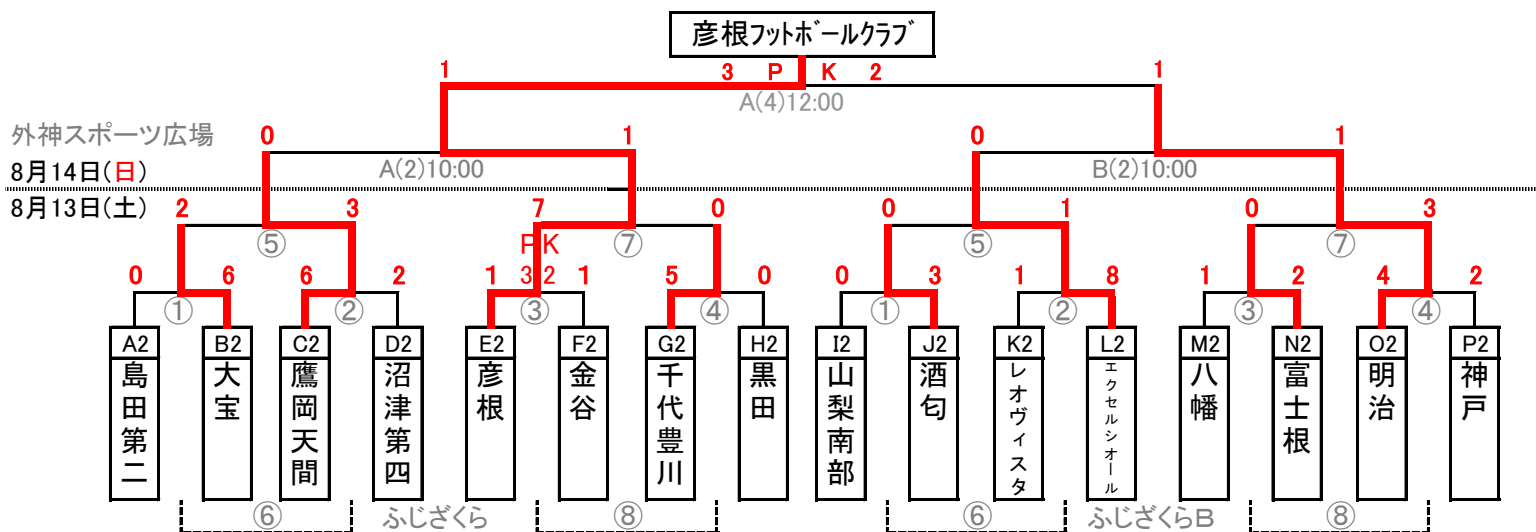 彦根フットボールクラブ
1 3 P K 2 1
A(4)12:00
外神スポーツ広場 0 1 0 1
8月14日(日) A(2)10:00 B(2)10:00
8月13日(土) 2 3 7 0 0 1 0 3
⑤ PK ⑦ ⑤ ⑦
0 6 6 2 1 32 1 5 0 0 3 1 8 1 2 4 2
① ② ③ ④ ① ② ③ ④
A2 B2 C2 D2 E2 F2 G2 H2 I2 J2 K2 L2 M2 N2 O2 P2
島田第二
大宝
鷹岡天間
沼津第四
彦根
金谷
千代豊川
黒田
山梨南部
酒匂
レオヴィスタ
エクセルシオール
八幡
富士根
明治
神戸
⑥ ふじざくら ⑧ ⑥ ふじざくらB ⑧